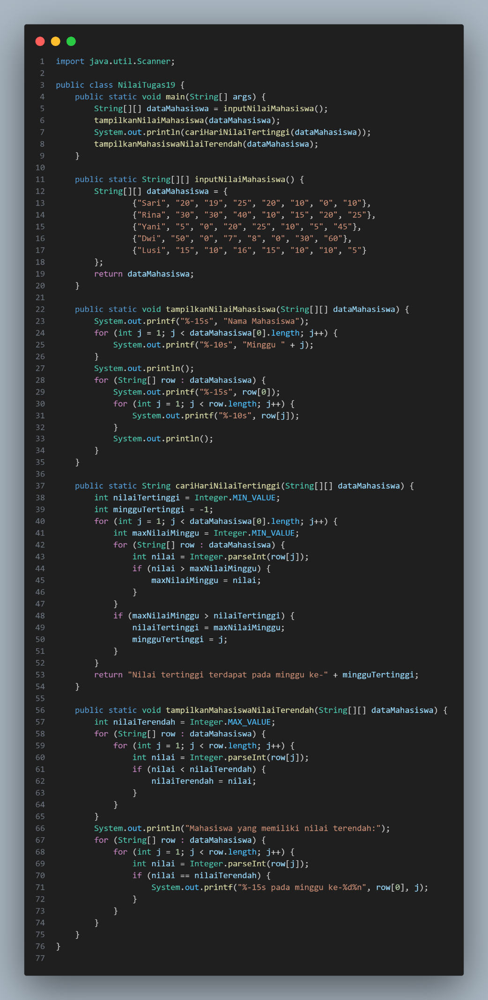 1 import java.util.Scanner;
2
3 public class NilaiTugas19 {
4     public static void main(String[] args) {
5         String[][] dataMahasiswa = inputNilaiMahasiswa();
6         tampilkanNilaiMahasiswa(dataMahasiswa);
7         System.out.println(cariHariNilaiTertinggi(dataMahasiswa));
8         tampilkanMahasiswaNilaiTerendah(dataMahasiswa);
9     }
10
11     public static String[][] inputNilaiMahasiswa() {
12         String[][] dataMahasiswa = {
13                 {"Sari", "20", "19", "25", "20", "10", "0", "10"},
14                 {"Rina", "30", "30", "40", "10", "15", "20", "25"},
15                 {"Yani", "5", "0", "20", "25", "10", "5", "45"},
16                 {"Dwi", "50", "0", "7", "8", "0", "30", "60"},
17                 {"Lusi", "15", "10", "16", "15", "10", "10", "5"}
18         };
19         return dataMahasiswa;
20     }
21
22     public static void tampilkanNilaiMahasiswa(String[][] dataMahasiswa) {
23         System.out.printf("%-15s", "Nama Mahasiswa");
24         for (int j = 1; j < dataMahasiswa[0].length; j++) {
25             System.out.printf("%-10s", "Minggu " + j);
26         }
27         System.out.println();
28         for (String[] row : dataMahasiswa) {
29             System.out.printf("%-15s", row[0]);
30             for (int j = 1; j < row.length; j++) {
31                 System.out.printf("%-10s", row[j]);
32             }
33             System.out.println();
34         }
35     }
36
37     public static String cariHariNilaiTertinggi(String[][] dataMahasiswa) {
38         int nilaiTertinggi = Integer.MIN_VALUE;
39         int mingguTertinggi = -1;
40         for (int j = 1; j < dataMahasiswa[0].length; j++) {
41             int maxNilaiMinggu = Integer.MIN_VALUE;
42             for (String[] row : dataMahasiswa) {
43                 int nilai = Integer.parseInt(row[j]);
44                 if (nilai > maxNilaiMinggu) {
45                     maxNilaiMinggu = nilai;
46                 }
47             }
48             if (maxNilaiMinggu > nilaiTertinggi) {
49                 nilaiTertinggi = maxNilaiMinggu;
50                 mingguTertinggi = j;
51             }
52         }
53         return "Nilai tertinggi terdapat pada minggu ke-" + mingguTertinggi;
54     }
55
56     public static void tampilkanMahasiswaNilaiTerendah(String[][] dataMahasiswa) {
57         int nilaiTerendah = Integer.MAX_VALUE;
58         for (String[] row : dataMahasiswa) {
59             for (int j = 1; j < row.length; j++) {
60                 int nilai = Integer.parseInt(row[j]);
61                 if (nilai < nilaiTerendah) {
62                     nilaiTerendah = nilai;
63                 }
64             }
65         }
66         System.out.println("Mahasiswa yang memiliki nilai terendah:");
67         for (String[] row : dataMahasiswa) {
68             for (int j = 1; j < row.length; j++) {
69                 int nilai = Integer.parseInt(row[j]);
70                 if (nilai == nilaiTerendah) {
71                     System.out.printf("%-15s pada minggu ke-%d%n", row[0], j);
72                 }
73             }
74         }
75     }
76 }
77